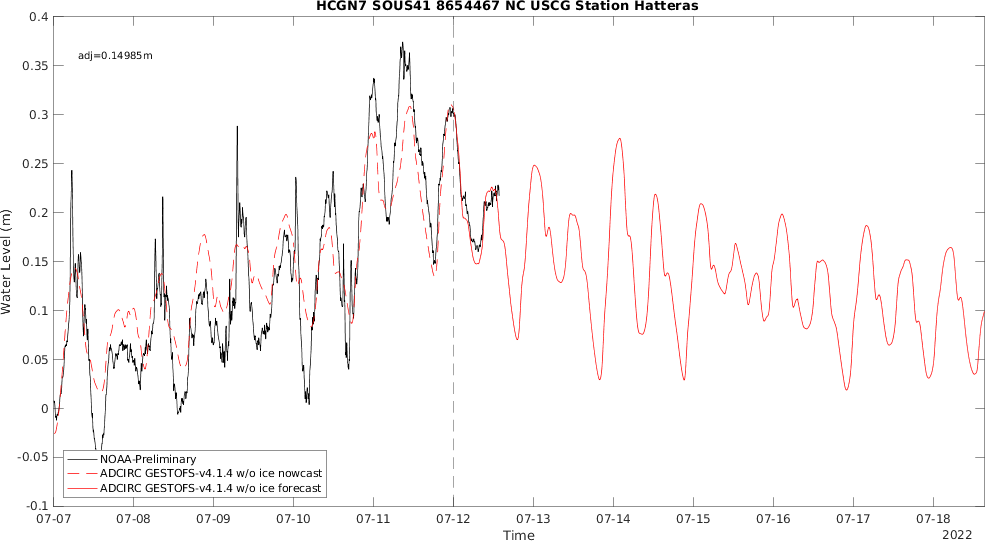 HCGN7 SOUS41 8654467 NC USCG Station Hatteras
adj=0.14985m
0.4
0.35
0.3
0.25
0.2
0.15
0.1
0.05
0
-0.05
-0.1
Water Level (m)
NOAA-Preliminary
ADCIRC GESTOFS-v4.1.4 w/o ice nowcast
ADCIRC GESTOFS-v4.1.4 w/o ice forecast
07-07 07-08 07-09 07-10 07-11 07-12 07-13 07-14 07-15 07-16 07-17 07-18
Time
2022